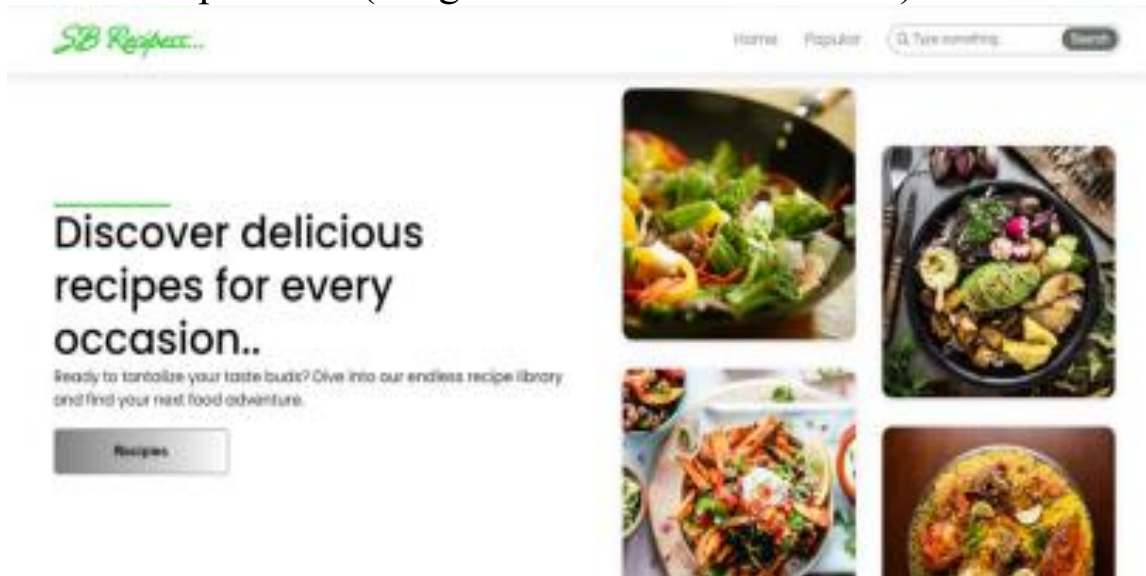 SB Recipess...
Home Popular Type something.. Search
Discover delicious
recipes for every
occasion..
Ready to tantalize your taste buds? Dive into our endless recipe library
and find your next food adventure.
Recipes